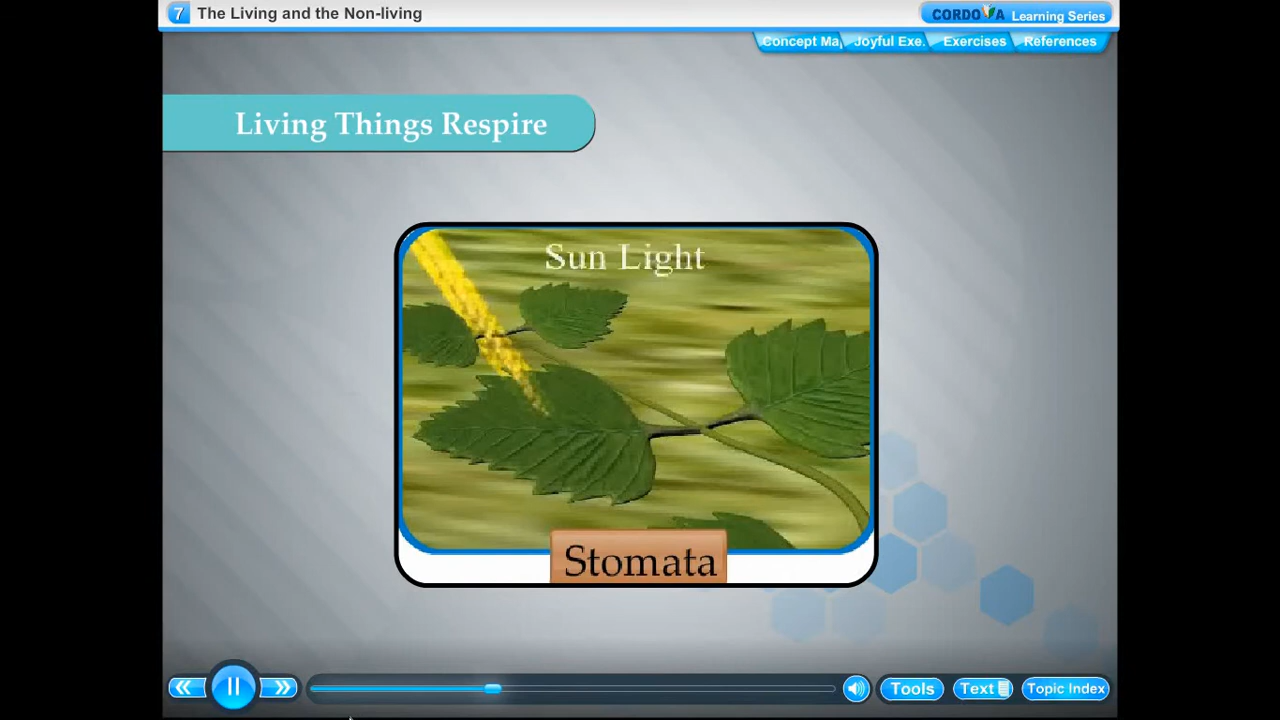 7 The Living and the Non-living
CORDOVA Learning Series
Concept Ma Joyful Exe. Exercises References
Living Things Respire
Sun Light
Stomata
Tools Text Topic Index